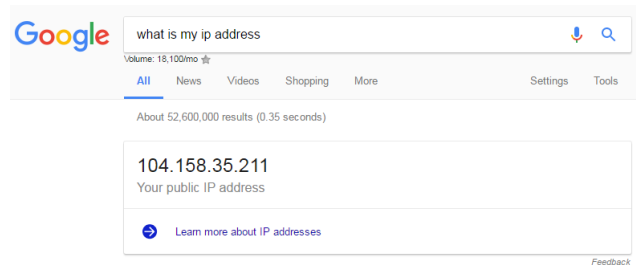 Google what is my ip address
Volume: 18,100/mo
All News Videos Shopping More Settings Tools
About 52,600,000 results (0.35 seconds)
104.158.35.211
Your public IP address
Learn more about IP addresses
Feedback